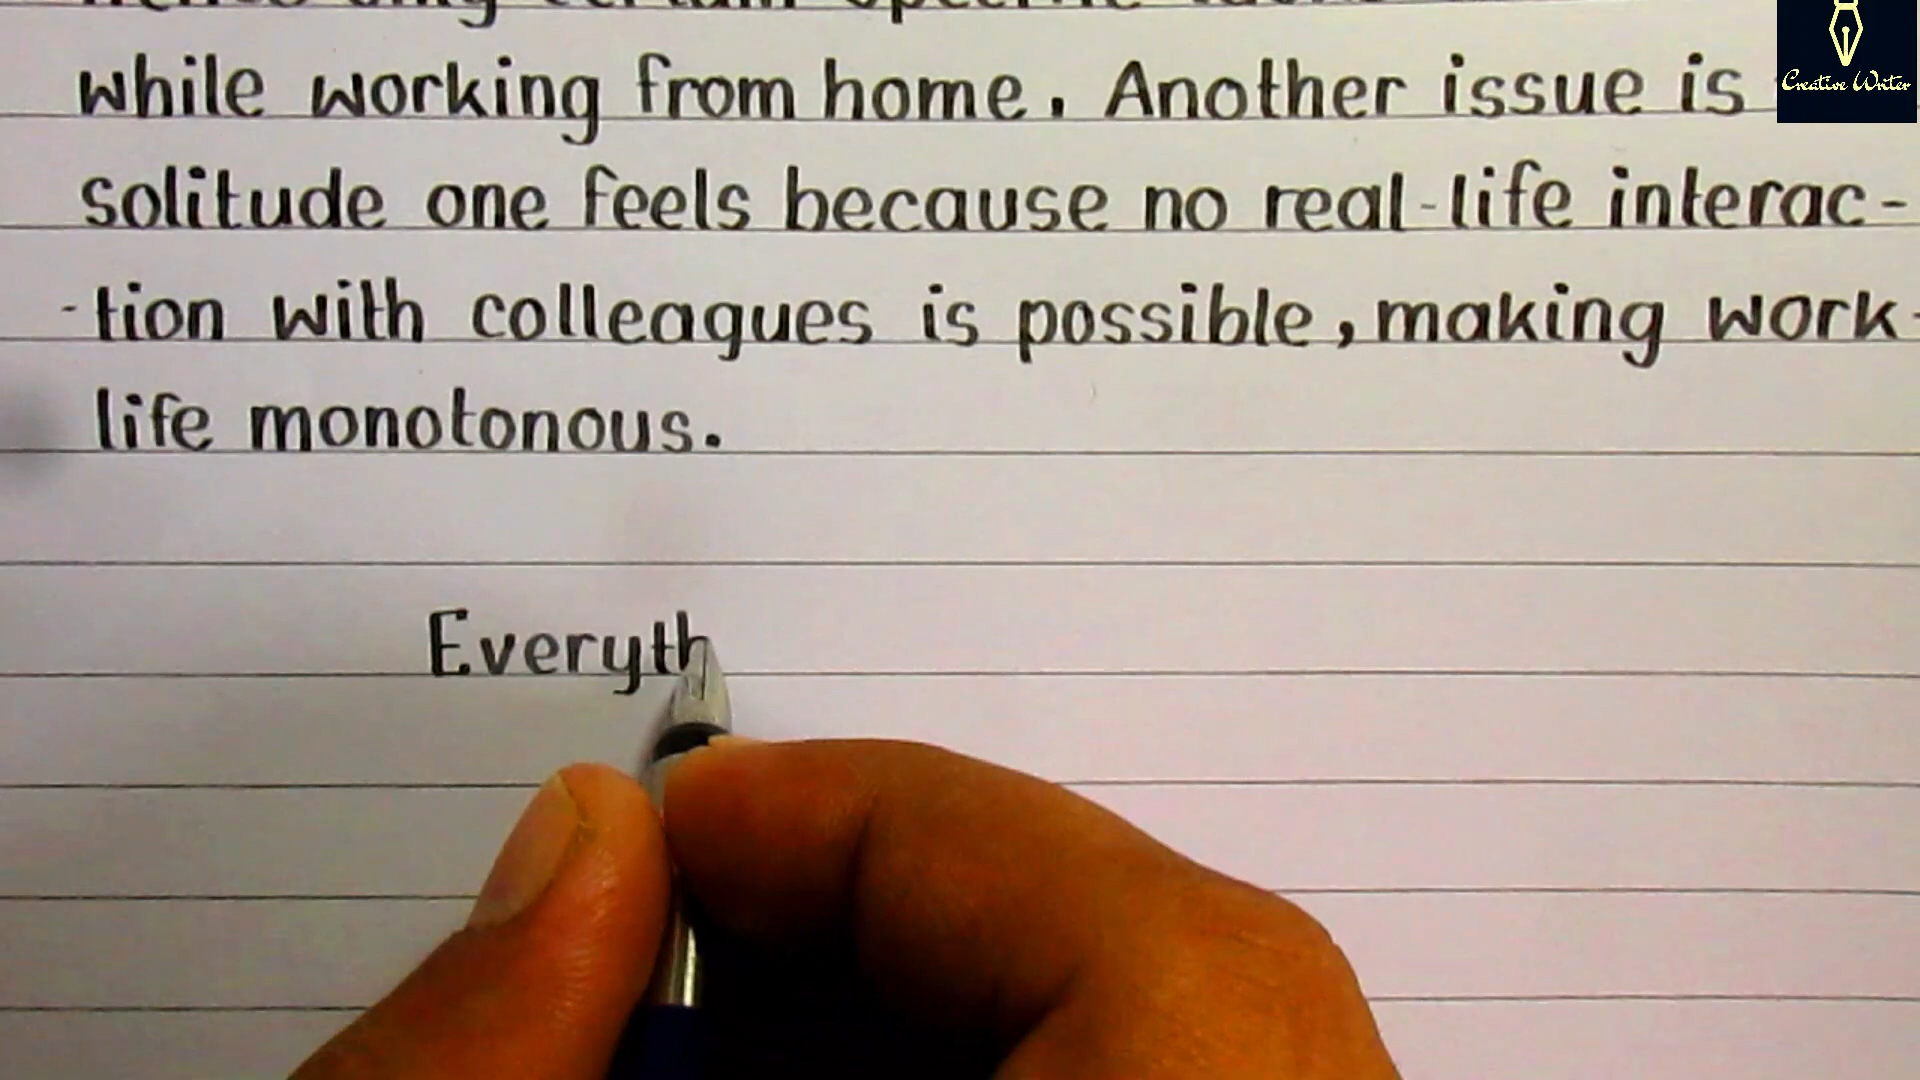 while working from home. Another issue is
solitude one feels because no real-life interac-
-tion with colleagues is possible, making work-
life monotonous.
Everyth
Creative Writer